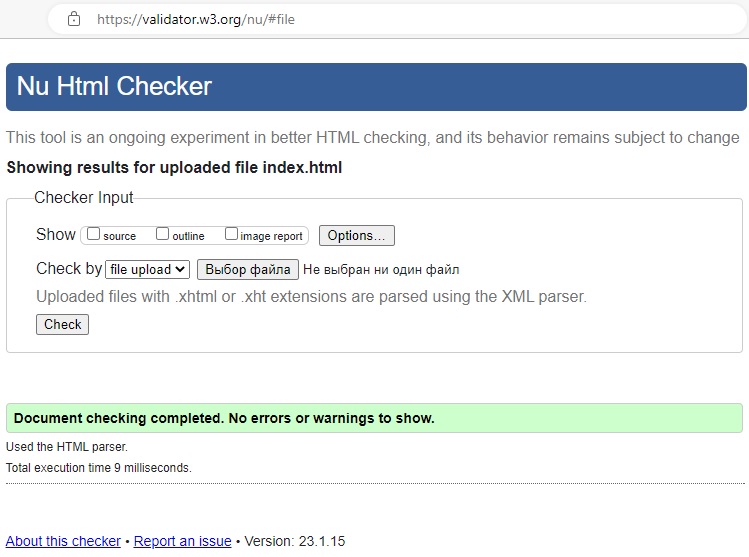 https://validator.w3.org/nu/#file
Nu Html Checker
This tool is an ongoing experiment in better HTML checking, and its behavior remains subject to change
Showing results for uploaded file index.html
Checker Input
Show source outline image report Options...
Check by file upload Выбор файла Не выбран ни один файл
Uploaded files with .xhtml or .xht extensions are parsed using the XML parser.
Check
Document checking completed. No errors or warnings to show.
Used the HTML parser.
Total execution time 9 milliseconds.
About this checker • Report an issue • Version: 23.1.15